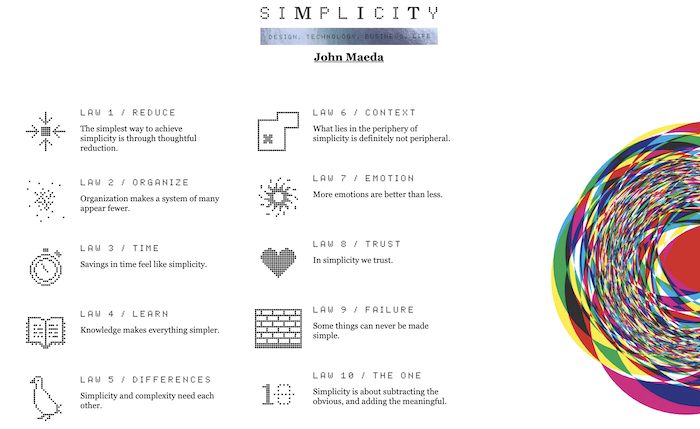 SIMPLICITY
DESIGN, TECHNOLOGY, BUSINESS, LIFE
John Maeda
LAW 1 / REDUCE
The simplest way to achieve
simplicity is through thoughtful
reduction.
LAW 2 / ORGANIZE
Organization makes a system of many
appear fewer.
LAW 3 / TIME
Savings in time feel like simplicity.
LAW 4 / LEARN
Knowledge makes everything simpler.
LAW 5 / DIFFERENCES
Simplicity and complexity need each
other.
LAW 6 / CONTEXT
What lies in the periphery of
simplicity is definitely not peripheral.
LAW 7 / EMOTION
More emotions are better than less.
LAW 8 / TRUST
In simplicity we trust.
LAW 9 / FAILURE
Some things can never be made
simple.
LAW 10 / THE ONE
10
Simplicity is about subtracting the
obvious, and adding the meaningful.